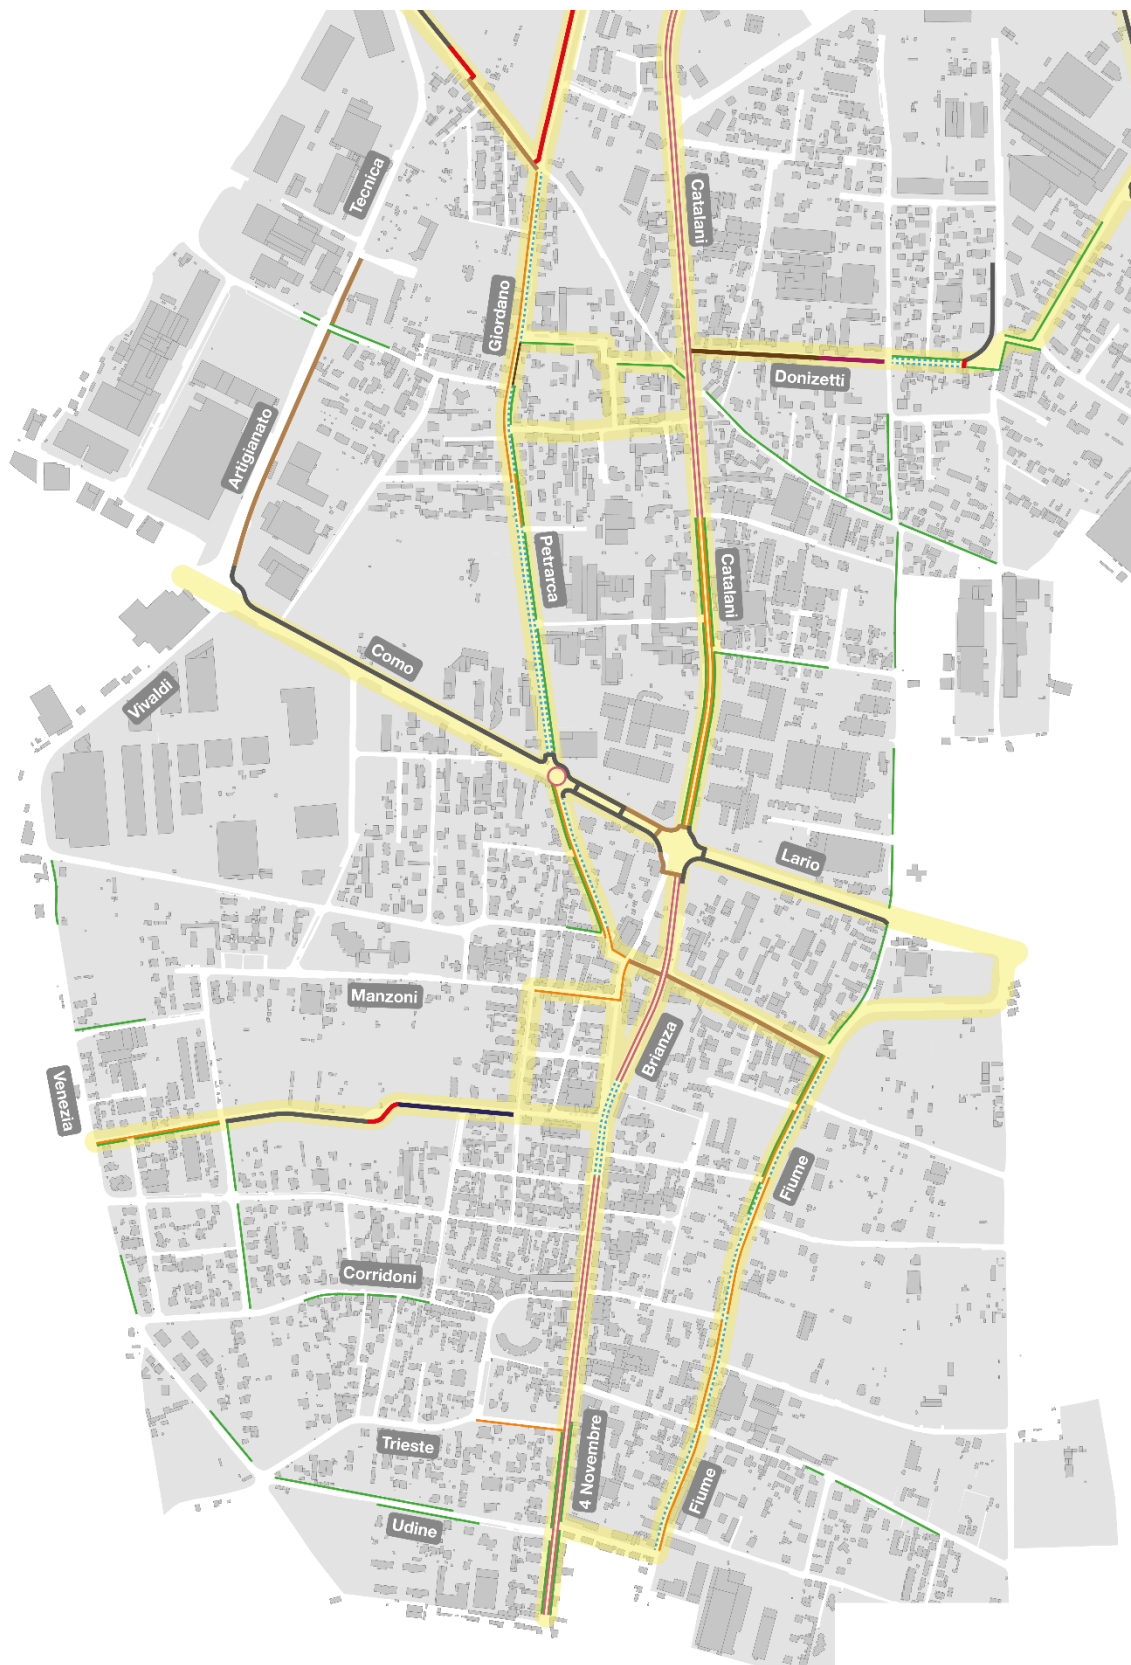 Tecnica
Catalani
Giordano
Donizetti
Artigianato
Petrarca
Catalani
Como
Vivaldi
Lario
Manzoni
Brianza
Venezia
Fiume
Corridoni
Trieste
4 Novembre
Fiume
Udine